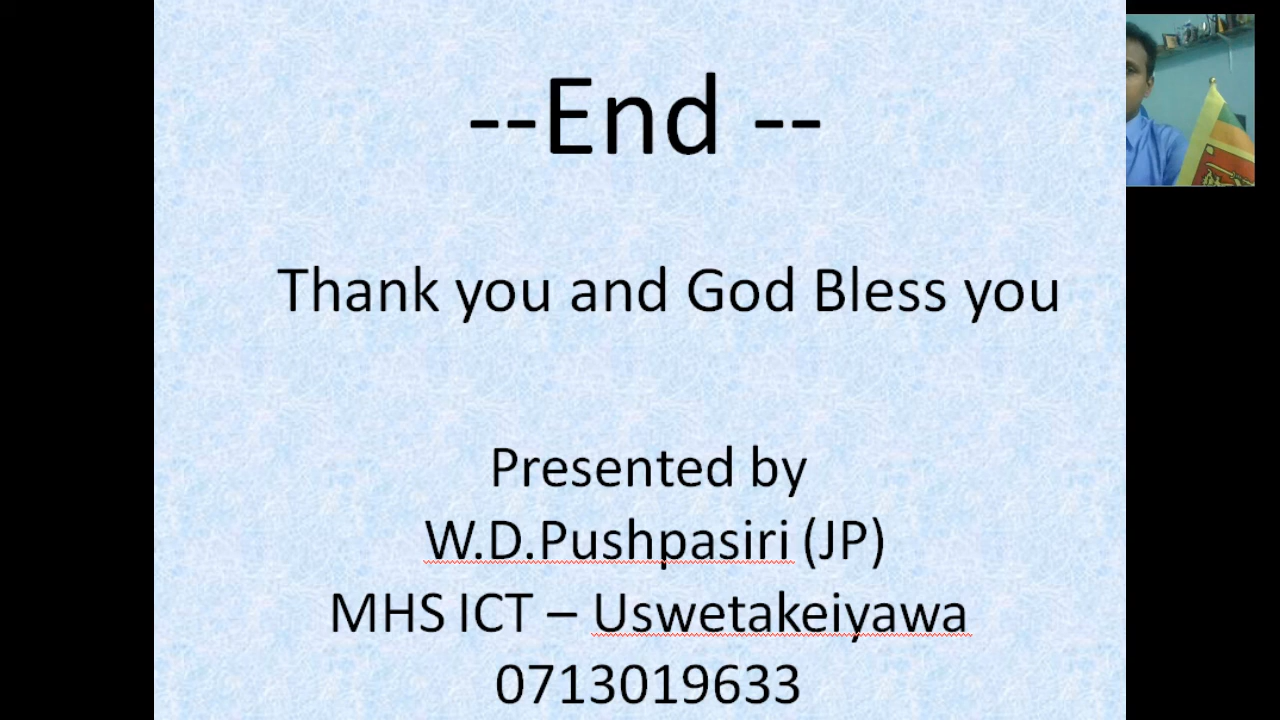 --End --
Thank you and God Bless you
Presented by
W.D.Pushpasiri (JP)
MHS ICT – Uswetakeiyawa
0713019633